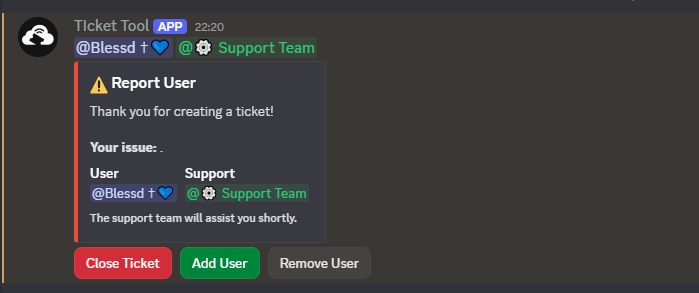 TIcket Tool APP 22:20
@Blessd †💙 @⚙️ Support Team
⚠️ Report User
Thank you for creating a ticket!
Your issue: .
User Support
@Blessd †💙 @⚙️ Support Team
The support team will assist you shortly.
Close Ticket Add User Remove User